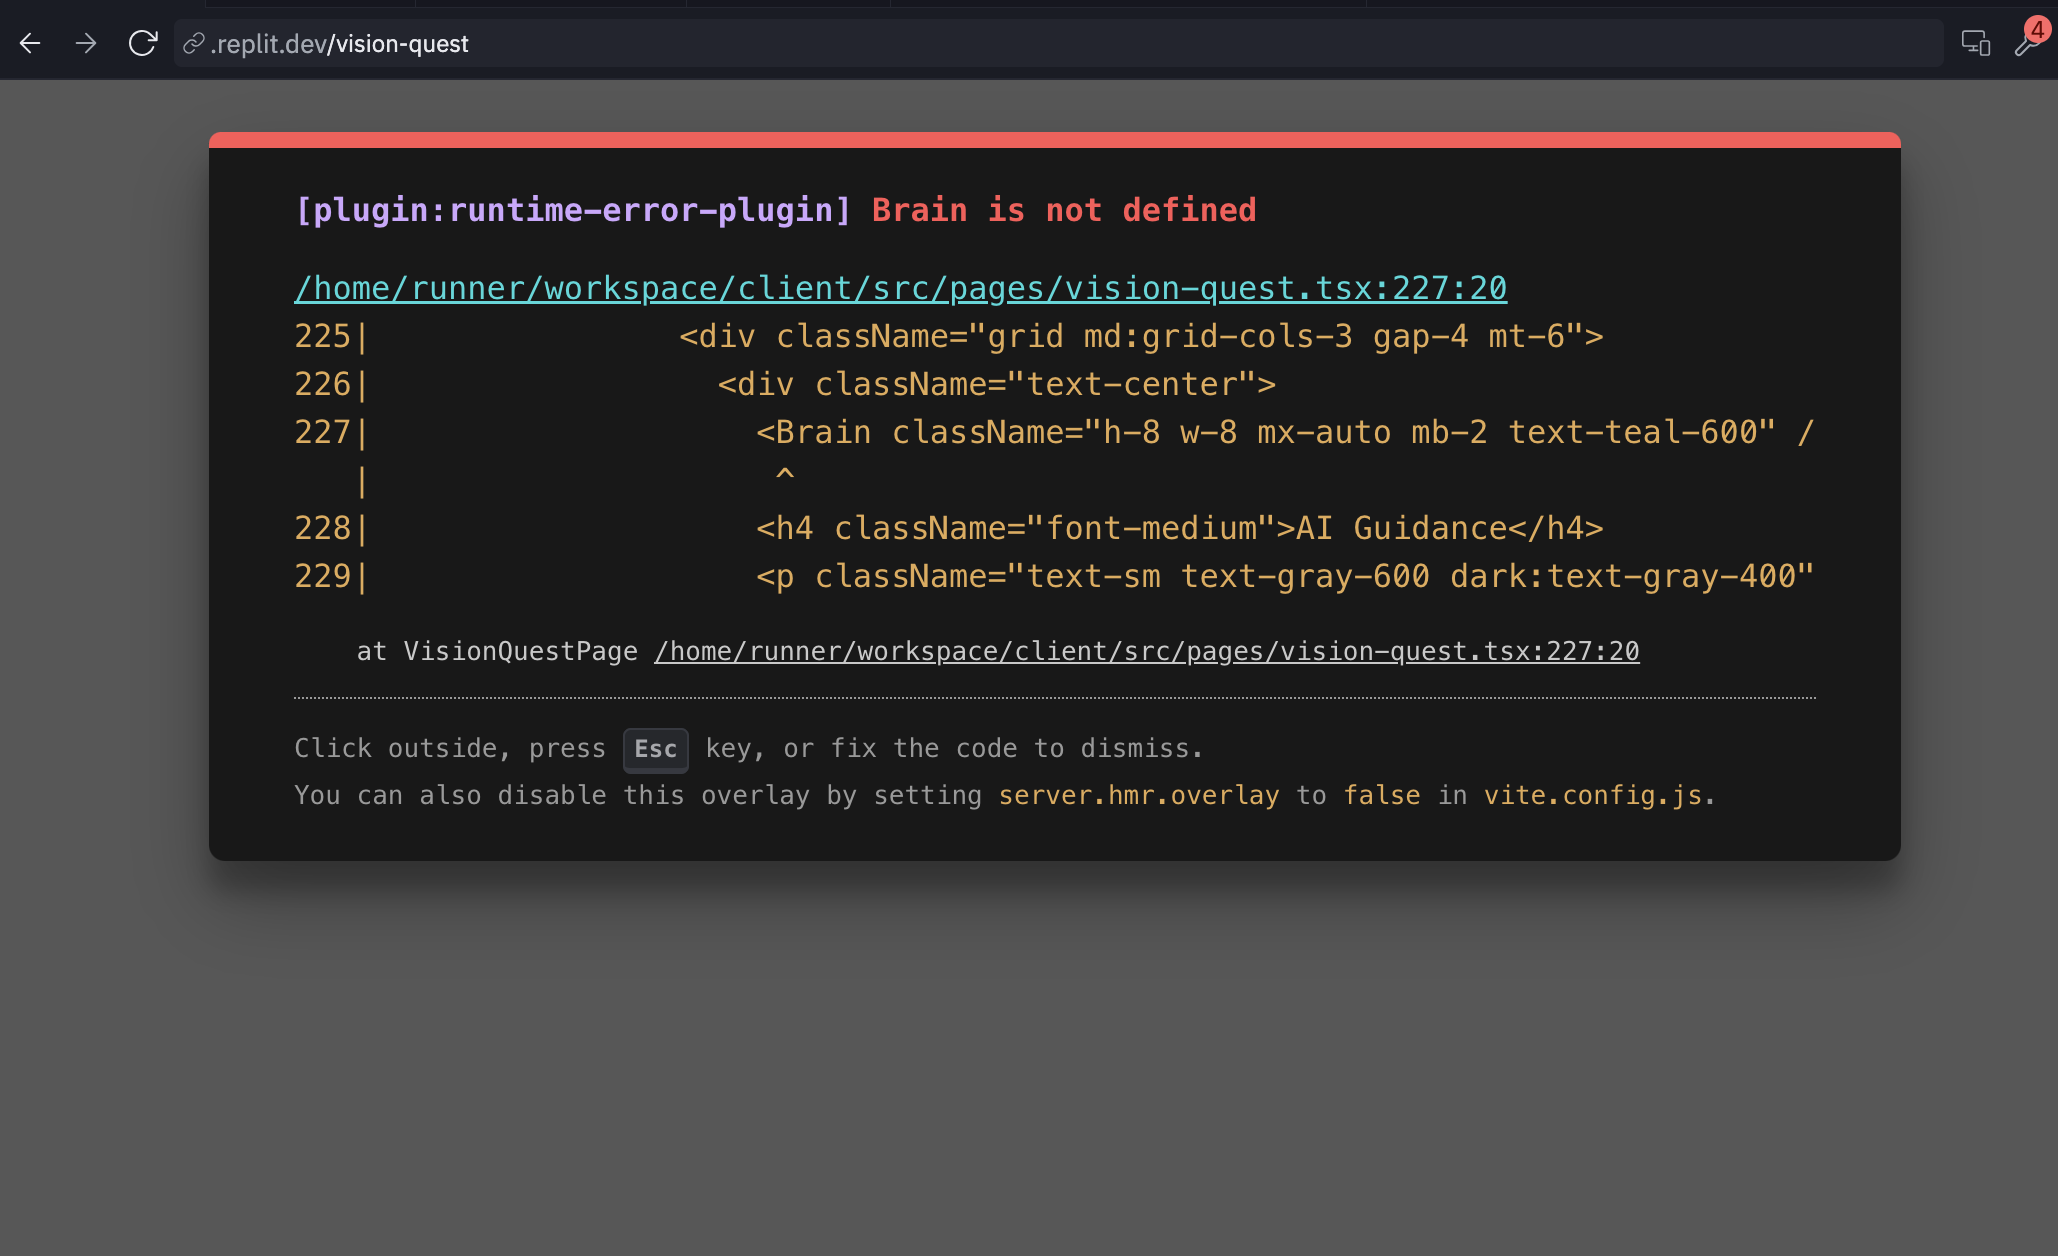 .replit.dev/vision-quest
4
[plugin:runtime-error-plugin] Brain is not defined
/home/runner/workspace/client/src/pages/vision-quest.tsx:227:20
225|                <div className="grid md:grid-cols-3 gap-4 mt-6">
226|                  <div className="text-center">
227|                    <Brain className="h-8 w-8 mx-auto mb-2 text-teal-600" /
   |                     ^
228|                    <h4 className="font-medium">AI Guidance</h4>
229|                    <p className="text-sm text-gray-600 dark:text-gray-400"
at VisionQuestPage /home/runner/workspace/client/src/pages/vision-quest.tsx:227:20
Click outside, press Esc key, or fix the code to dismiss.
You can also disable this overlay by setting server.hmr.overlay to false in vite.config.js.